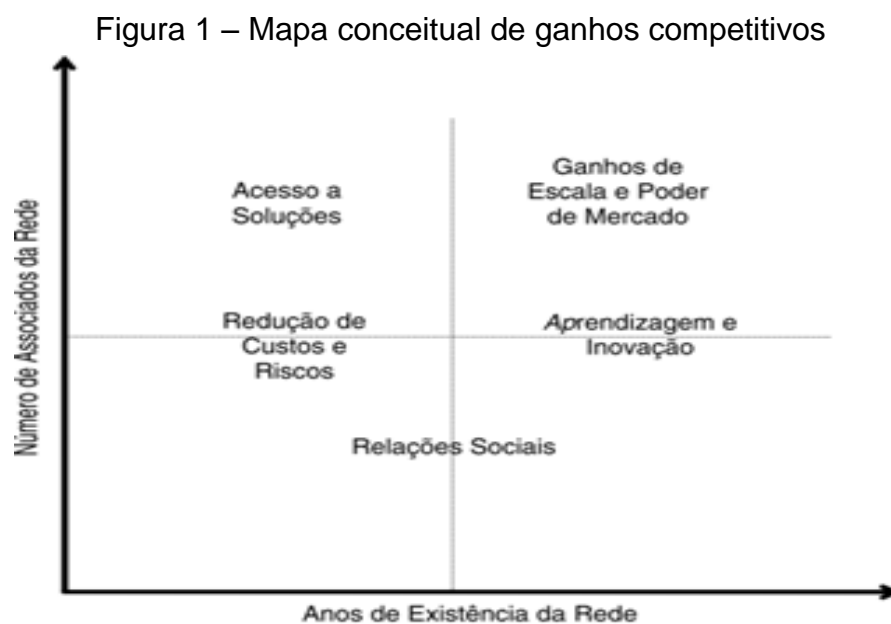 Figura 1 – Mapa conceitual de ganhos competitivos
Número de Associados da Rede
Acesso a
Soluções
Ganhos de
Escala e Poder
de Mercado
Redução de
Custos e
Riscos
Aprendizagem e
Inovação
Relações Sociais
Anos de Existência da Rede